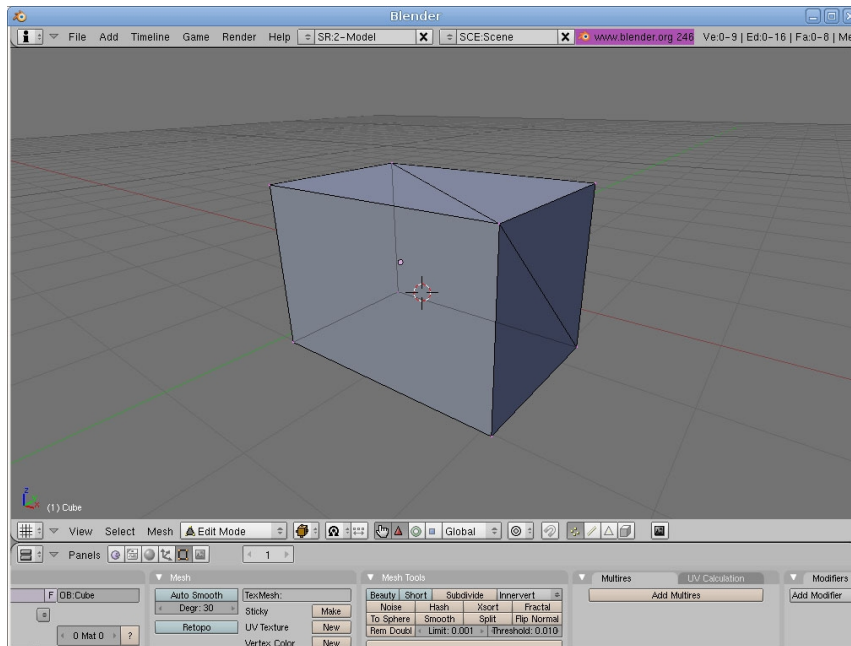 Blender
File Add Timeline Game Render Help SR:2-Model X SCE:Scene X www.blender.org 246 Ve:0-9 | Ed:0-16 | Fa:0-8 | Me
z
x
(1) Cube
View Select Mesh Edit Mode Global
Panels 1
Mesh Mesh Tools Multires UV Calculation Modifiers
F OB:Cube Auto Smooth TexMesh: Beauty Short Subdivide Innervert Add Multires Add Modifier
Degr: 30 Sticky Make Noise Hash Xsort Fractal
To Sphere Smooth Split Flip Normal
0 Mat 0 ? Retopo UV Texture New Rem Doubl Limit: 0.001 Threshold: 0.010
Vertex Color New